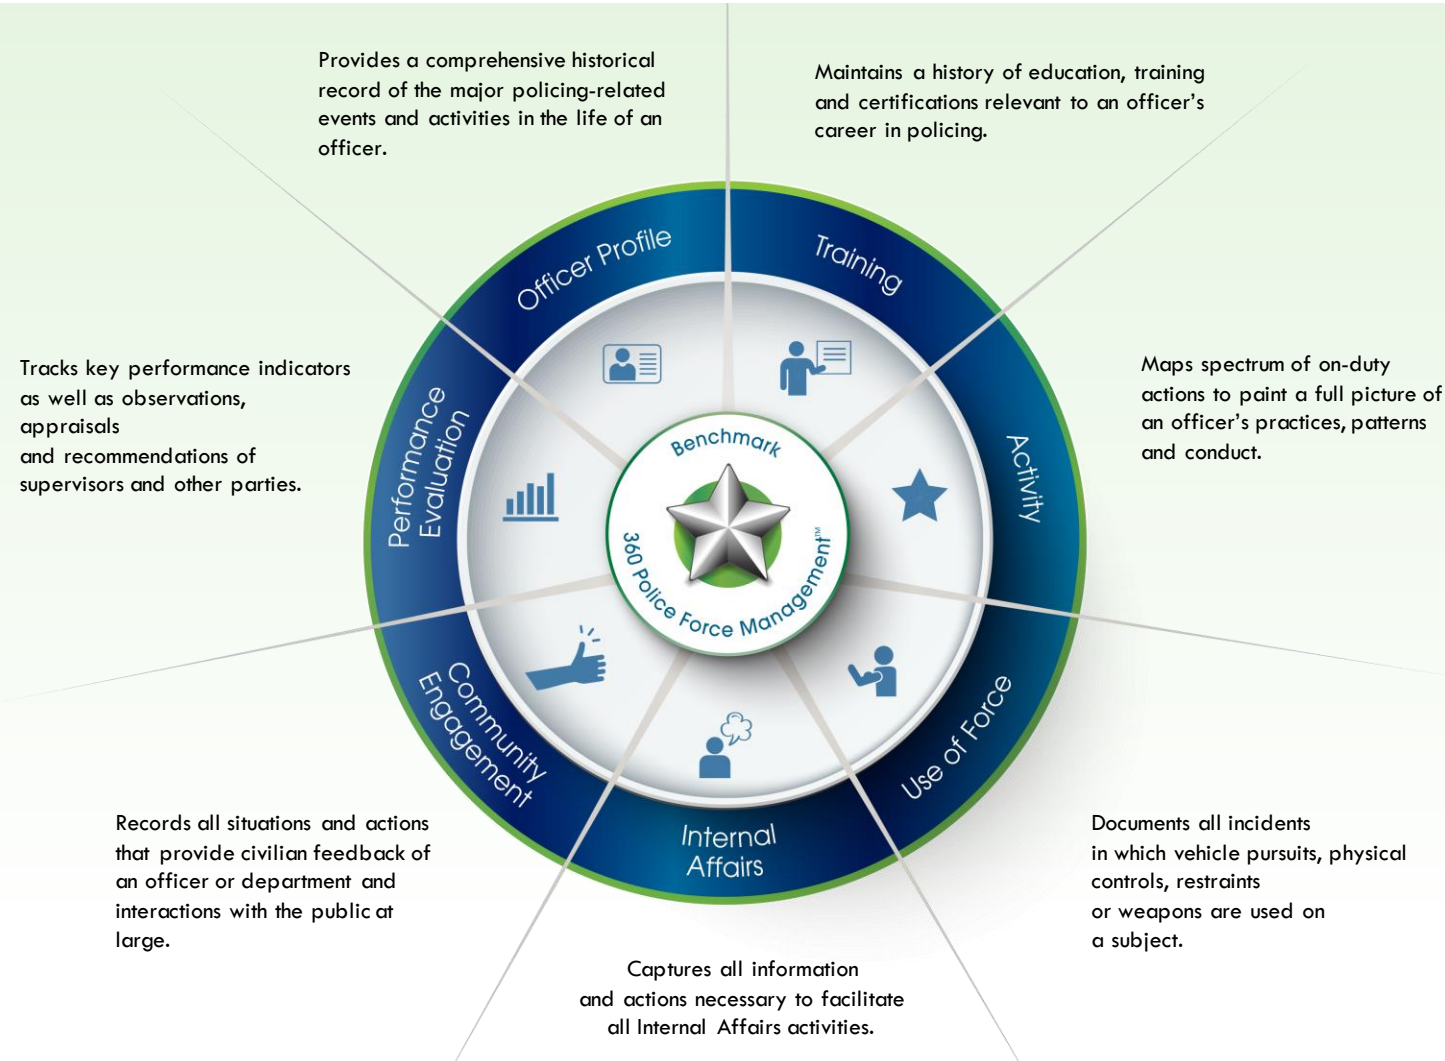 Provides a comprehensive historical
record of the major policing-related
events and activities in the life of an
officer.
Maintains a history of education, training
and certifications relevant to an officer's
career in policing.
Officer Profile
Training
Tracks key performance indicators
as well as observations,
appraisals
and recommendations of
supervisors and other parties.
Performance
Evaluation
Benchmark
360 Police Force Management™
Activity
Maps spectrum of on-duty
actions to paint a full picture of
an officer's practices, patterns
and conduct.
Community
Engagement
Use of Force
Internal
Affairs
Records all situations and actions
that provide civilian feedback of
an officer or department and
interactions with the public at
large.
Documents all incidents
in which vehicle pursuits, physical
controls, restraints
or weapons are used on
a subject.
Captures all information
and actions necessary to facilitate
all Internal Affairs activities.